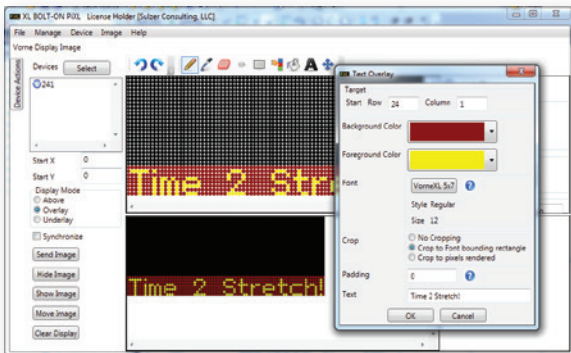 XL BOLT-ON PiXL License Holder [Sulzer Consulting, LLC]
File Manage Device Image Help
Vorne Display Image
Device Actions
Devices Select
241
Start X 0
Start Y 0
Display Mode
Above
Overlay
Underlay
Synchronize
Send Image
Hide Image
Show Image
Move Image
Clear Display
A
Time 2 Stre
Time 2 Stretch!
Text Overlay
Target
Start Row 24 Column 1
Background Color
Foreground Color
Font VorneXL 5x7
Style Regular
Size 12
Crop
No Cropping
Crop to Font bounding rectangle
Crop to pixels rendered
Padding 0
Text Time 2 Stretch!
OK Cancel